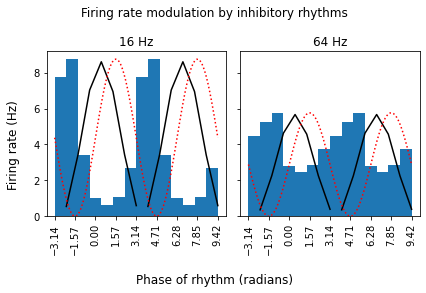 Firing rate modulation by inhibitory rhythms
16 Hz
64 Hz
Firing rate (Hz)
8
6
4
2
0
−3.14 −1.57 0.00 1.57 3.14 4.71 6.28 7.85 9.42
−3.14 −1.57 0.00 1.57 3.14 4.71 6.28 7.85 9.42
Phase of rhythm (radians)